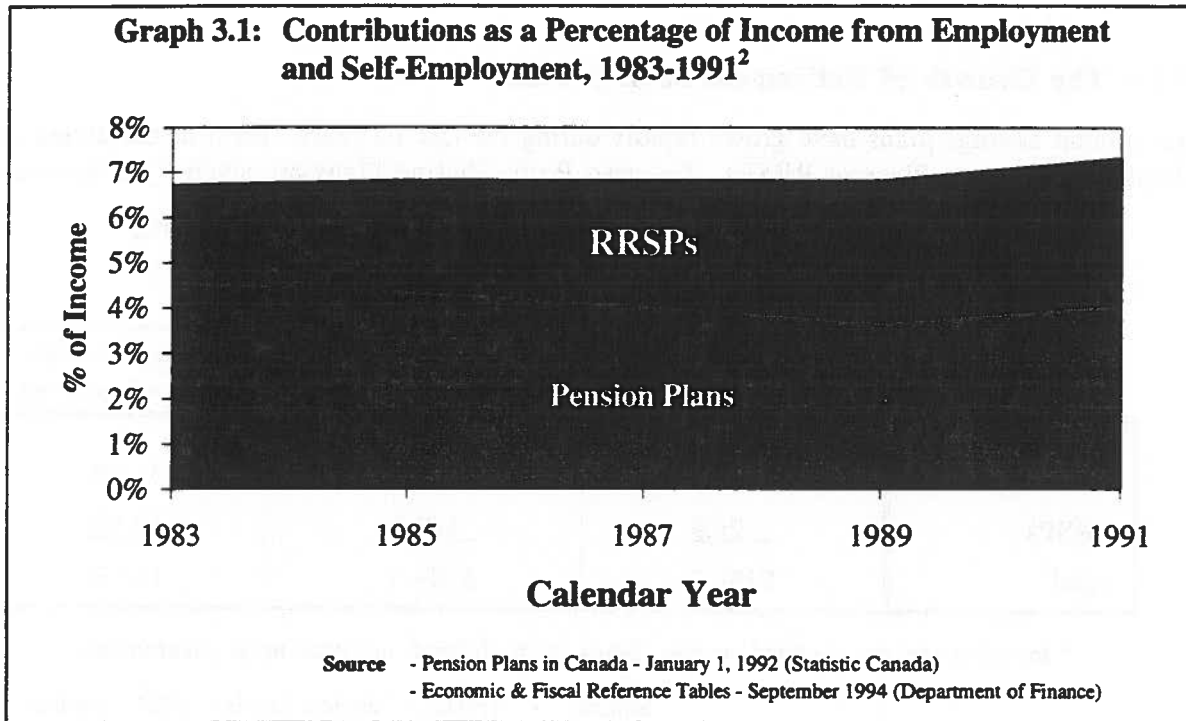 Graph 3.1: Contributions as a Percentage of Income from Employment
and Self-Employment, 1983-1991²
8%
7%
6%
5%
4%
3%
2%
1%
0%
% of Income
RRSPs
Pension Plans
1983 1985 1987 1989 1991
Calendar Year
Source - Pension Plans in Canada - January 1, 1992 (Statistic Canada)
- Economic & Fiscal Reference Tables - September 1994 (Department of Finance)